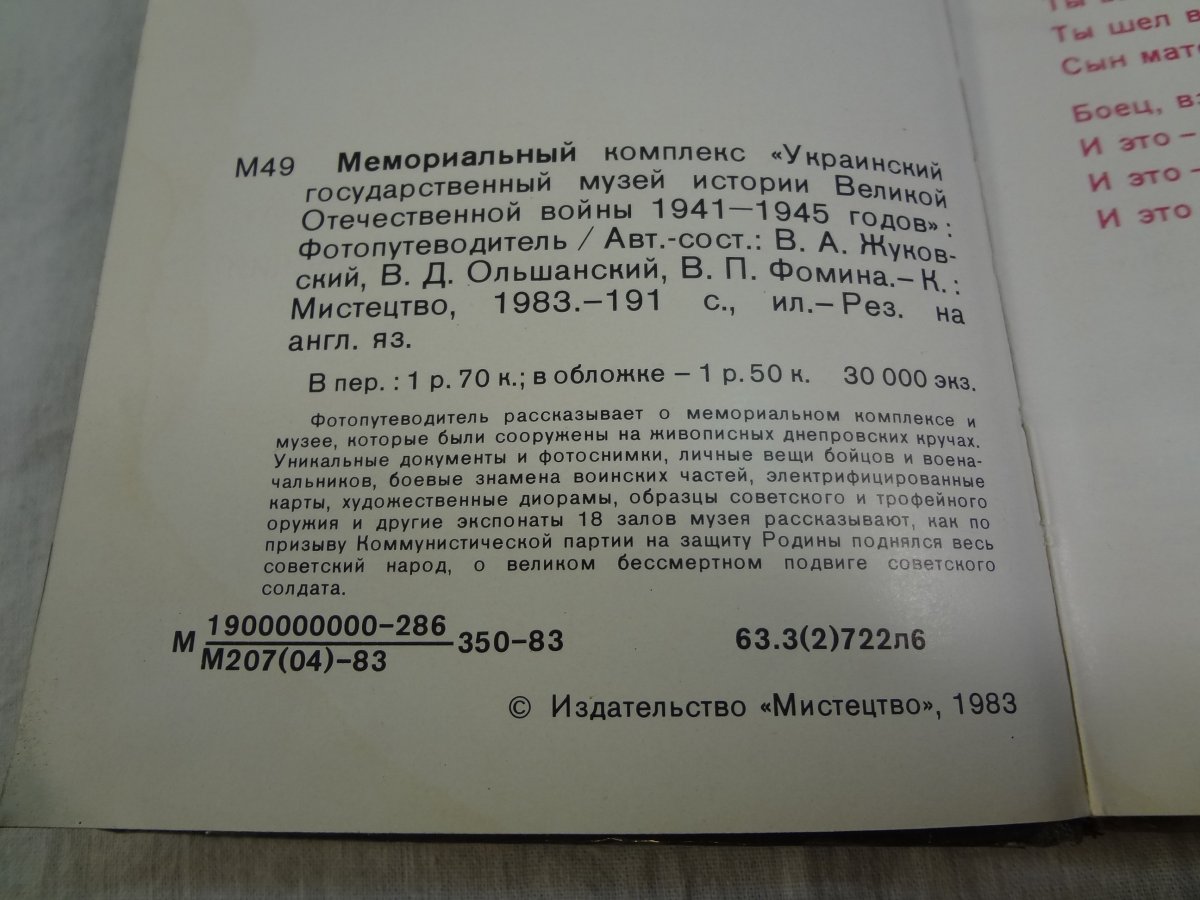 М49 Мемориальный комплекс «Украинский
государственный музей истории Великой
Отечественной войны 1941—1945 годов»:
Фотопутеводитель / Авт.-сост.: В. А. Жуков-
ский, В. Д. Ольшанский, В. П. Фомина.– К.:
Мистецтво, 1983.–191 с., ил.– Рез. на
англ. яз.
В пер. : 1 р. 70 к.; в обложке – 1 р. 50 к. 30 000 экз.
Фотопутеводитель рассказывает о мемориальном комплексе и
музее, которые были сооружены на живописных днепровских кручах.
Уникальные документы и фотоснимки, личные вещи бойцов и военa-
чальников, боевые знамена воинских частей, электрифицированные
карты, художественные диорамы, образцы советского и трофейного
оружия и другие экспонаты 18 залов музея рассказывают, как по
призыву Коммунистической партии на защиту Родины поднялся весь
советский народ, о великом бессмертном подвиге советского
солдата.
М 1900000000–286 350–83 63.3(2)722л6
М207(04)–83
© Издательство «Мистецтво», 1983
Ты шел в
Сын мат
Боец, вз
И это –
И это –
И это